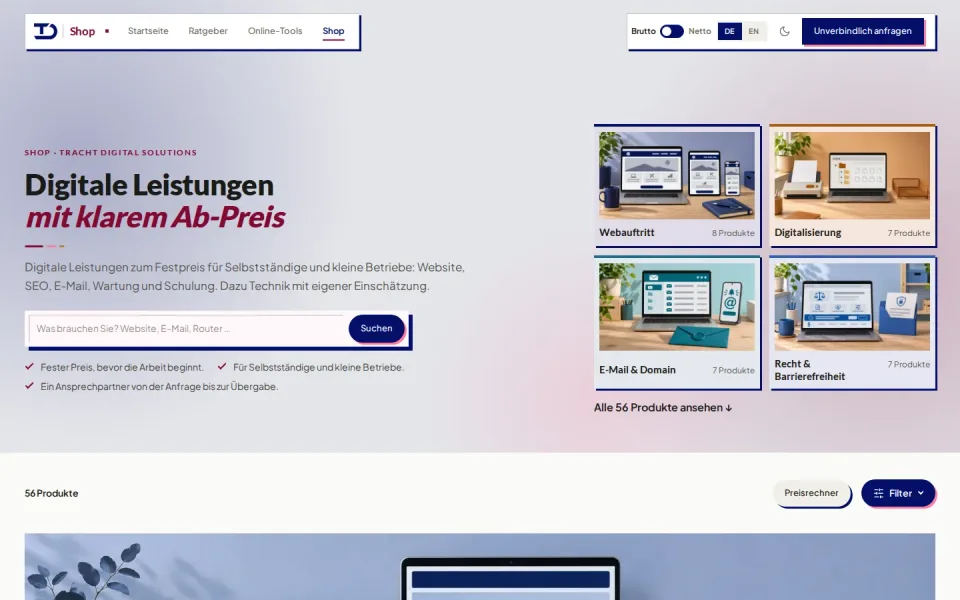 TD Shop
Startseite
Ratgeber
Online-Tools
Shop
Brutto
Netto
DE
EN
Unverbindlich anfragen
SHOP · TRACHT DIGITAL SOLUTIONS
Digitale Leistungen
mit klarem Ab-Preis
Digitale Leistungen zum Festpreis für Selbstständige und kleine Betriebe: Website,
SEO, E-Mail, Wartung und Schulung. Dazu Technik mit eigener Einschätzung.
Was brauchen Sie? Website, E-Mail, Router ...
Suchen
Fester Preis, bevor die Arbeit beginnt.
Für Selbstständige und kleine Betriebe.
Ein Ansprechpartner von der Anfrage bis zur Übergabe.
Webauftritt
8 Produkte
Digitalisierung
7 Produkte
E-Mail & Domain
7 Produkte
Recht &
Barrierefreiheit
7 Produkte
Alle 56 Produkte ansehen ↓
56 Produkte
Preisrechner
Filter